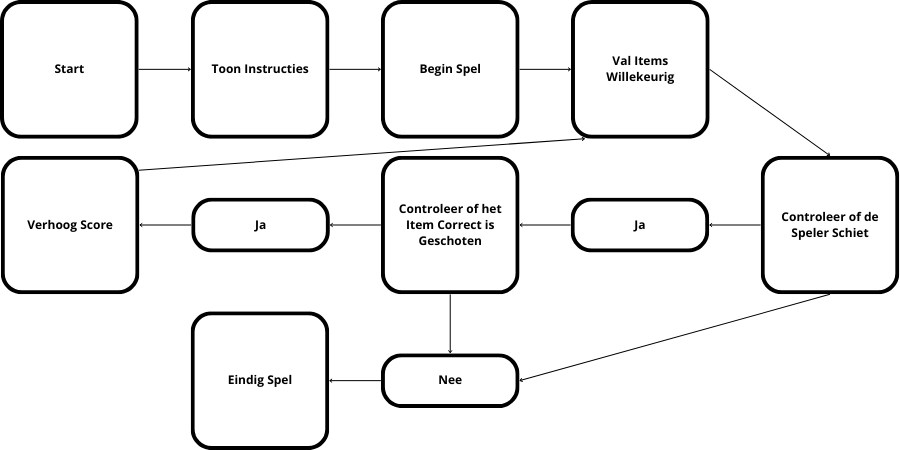 Start
Toon Instructies
Begin Spel
Val Items
Willekeurig
Verhoog Score
Ja
Controleer of het
Item Correct is
Geschoten
Ja
Controleer of de
Speler Schiet
Eindig Spel
Nee